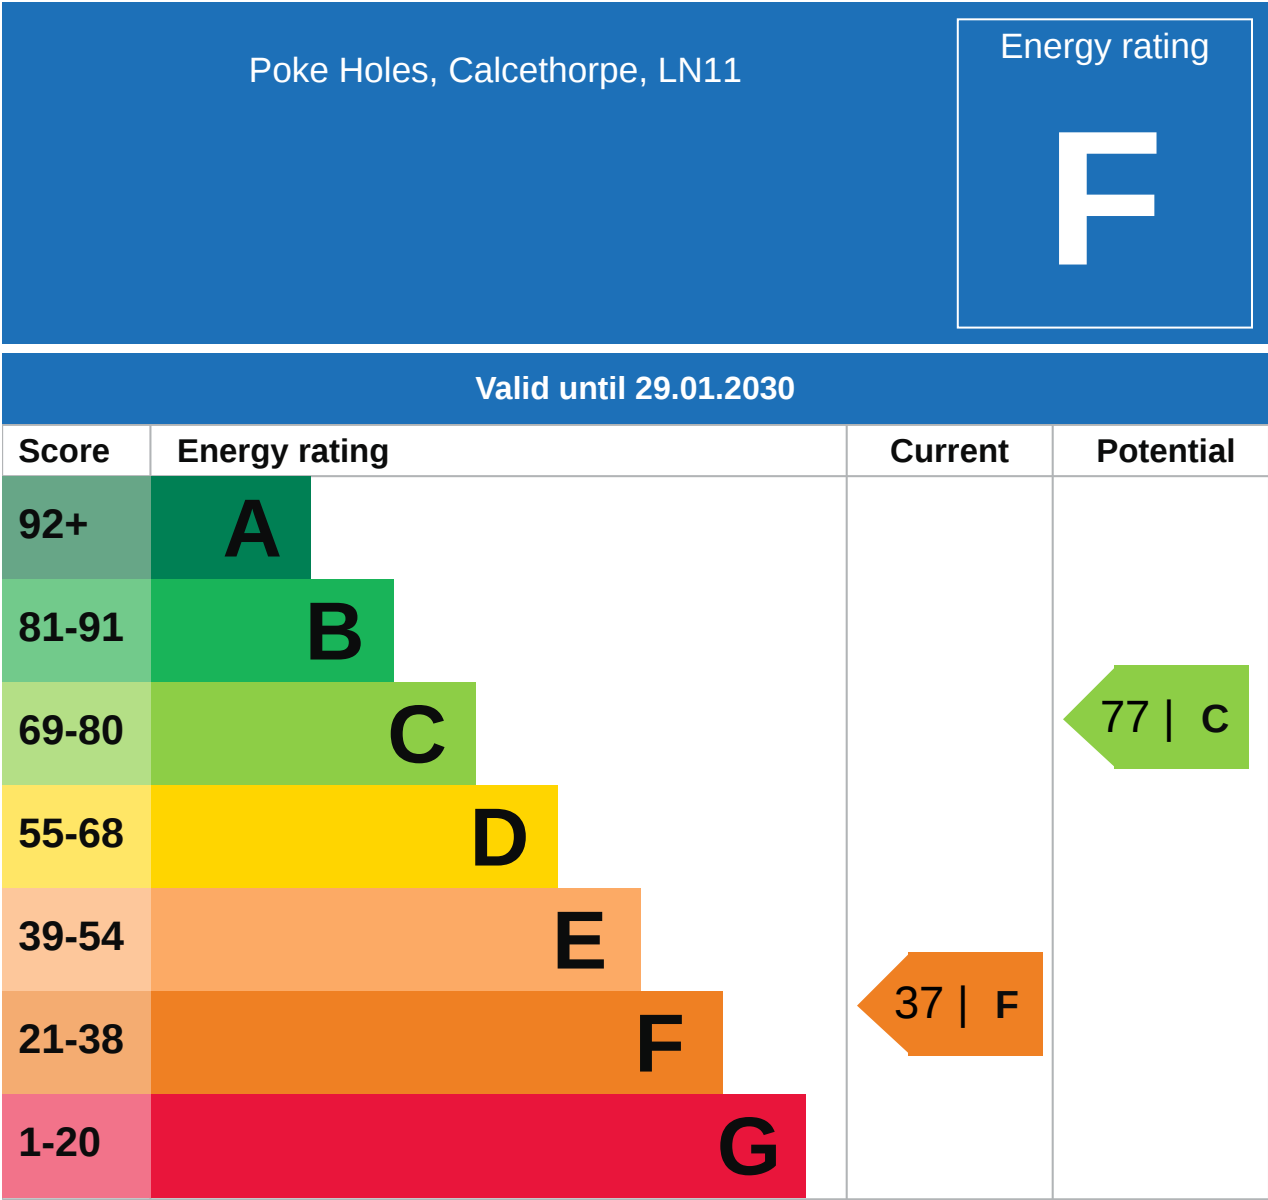 Poke Holes, Calcethorpe, LN11
Energy rating
F
Valid until 29.01.2030
Score Energy rating Current Potential
92+ A
81-91 B
69-80 C
77 | C
55-68 D
39-54 E
21-38 F
37 | F
1-20 G